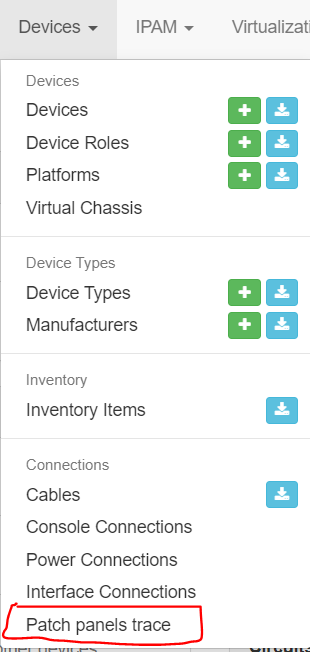 Devices IPAM Virtualizati
Devices
Devices
Device Roles
Platforms
Virtual Chassis
Device Types
Device Types
Manufacturers
Inventory
Inventory Items
Connections
Cables
Console Connections
Power Connections
Interface Connections
Patch panels trace